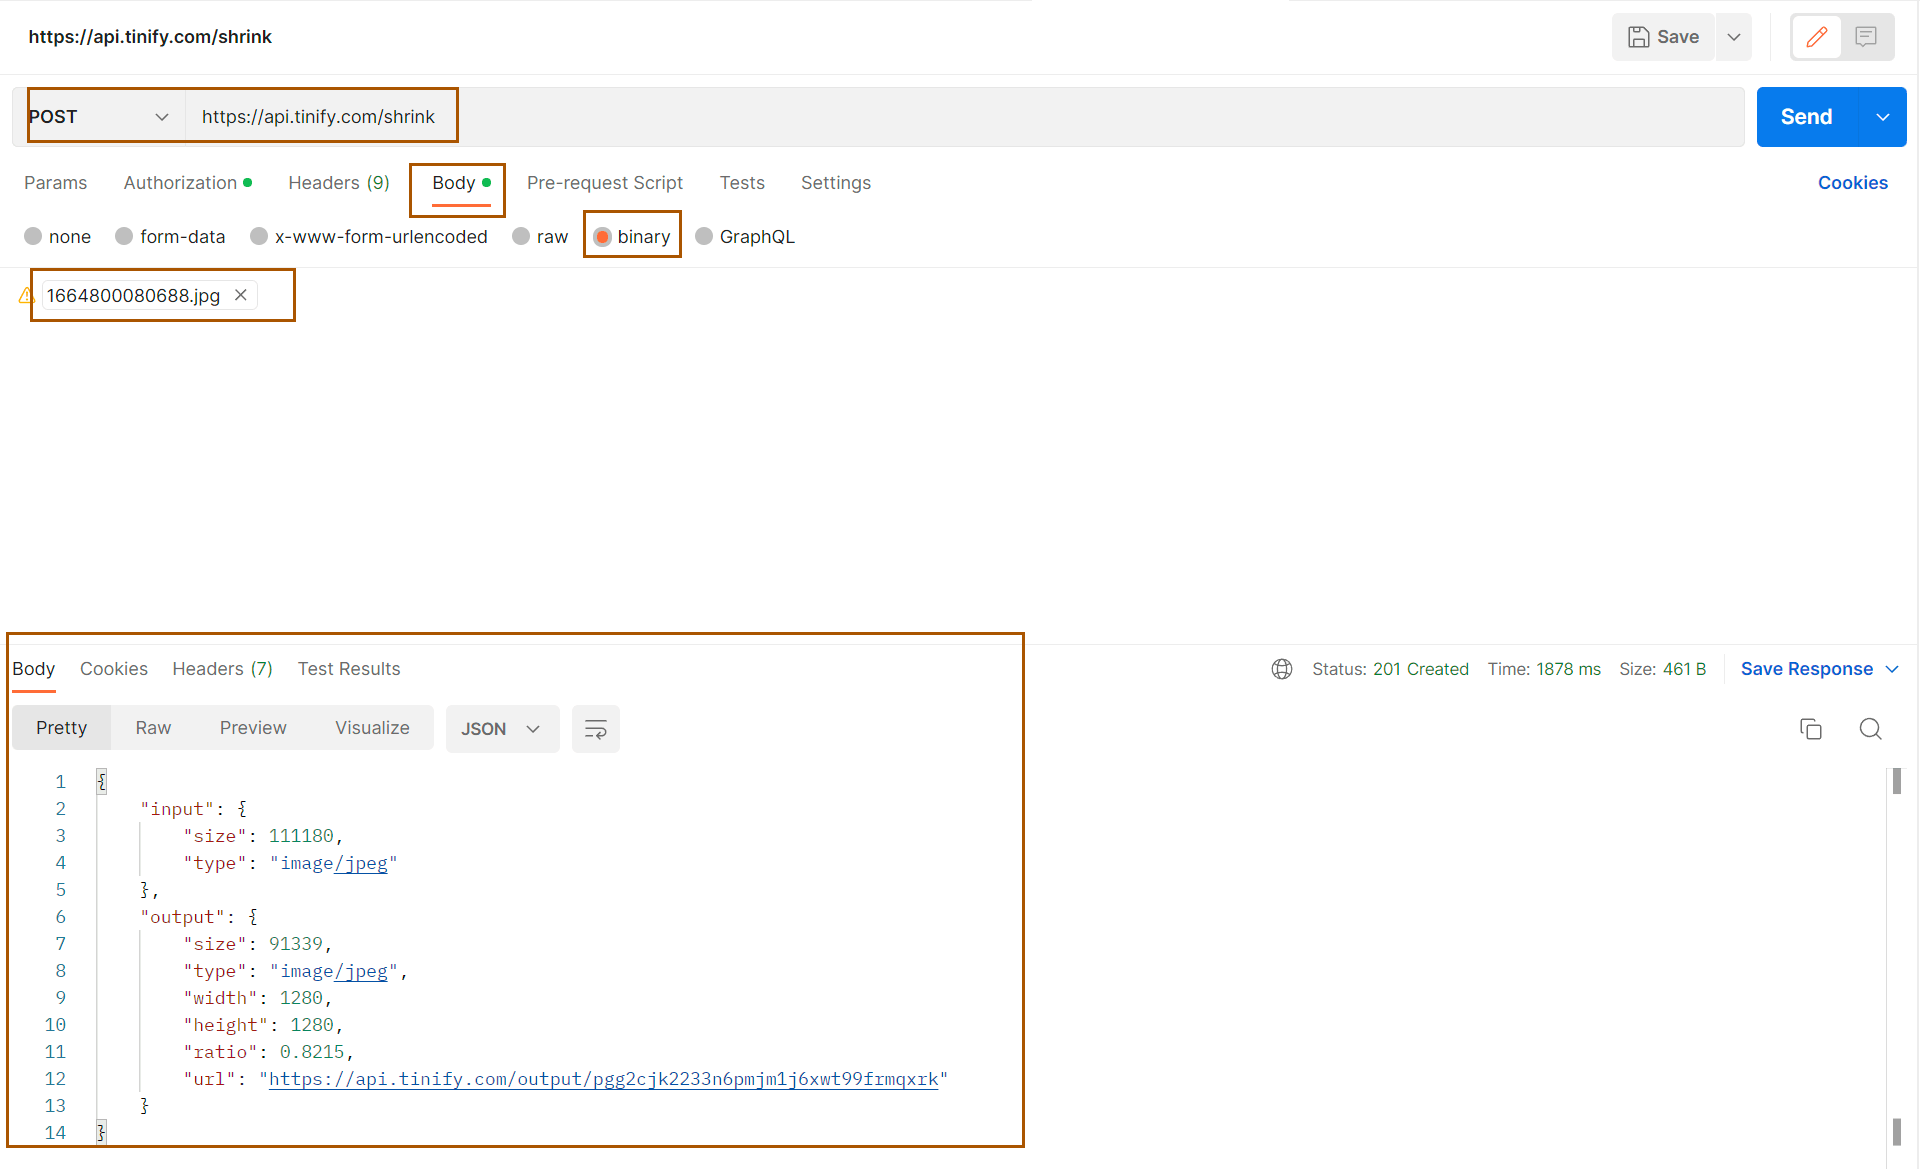 https://api.tinify.com/shrink
Save
POST
https://api.tinify.com/shrink
Send
Params
Authorization
Headers (9)
Body
Pre-request Script
Tests
Settings
Cookies
none
form-data
x-www-form-urlencoded
raw
binary
GraphQL
1664800080688.jpg
Body
Cookies
Headers (7)
Test Results
Status: 201 Created
Time: 1878 ms
Size: 461 B
Save Response
Pretty
Raw
Preview
Visualize
JSON
1 {
2 "input": {
3 "size": 111180,
4 "type": "image/jpeg"
5 },
6 "output": {
7 "size": 91339,
8 "type": "image/jpeg",
9 "width": 1280,
10 "height": 1280,
11 "ratio": 0.8215,
12 "url": "https://api.tinify.com/output/pgg2cjk2233n6pmjm1j6xwt99frmqxrk"
13 }
14 }